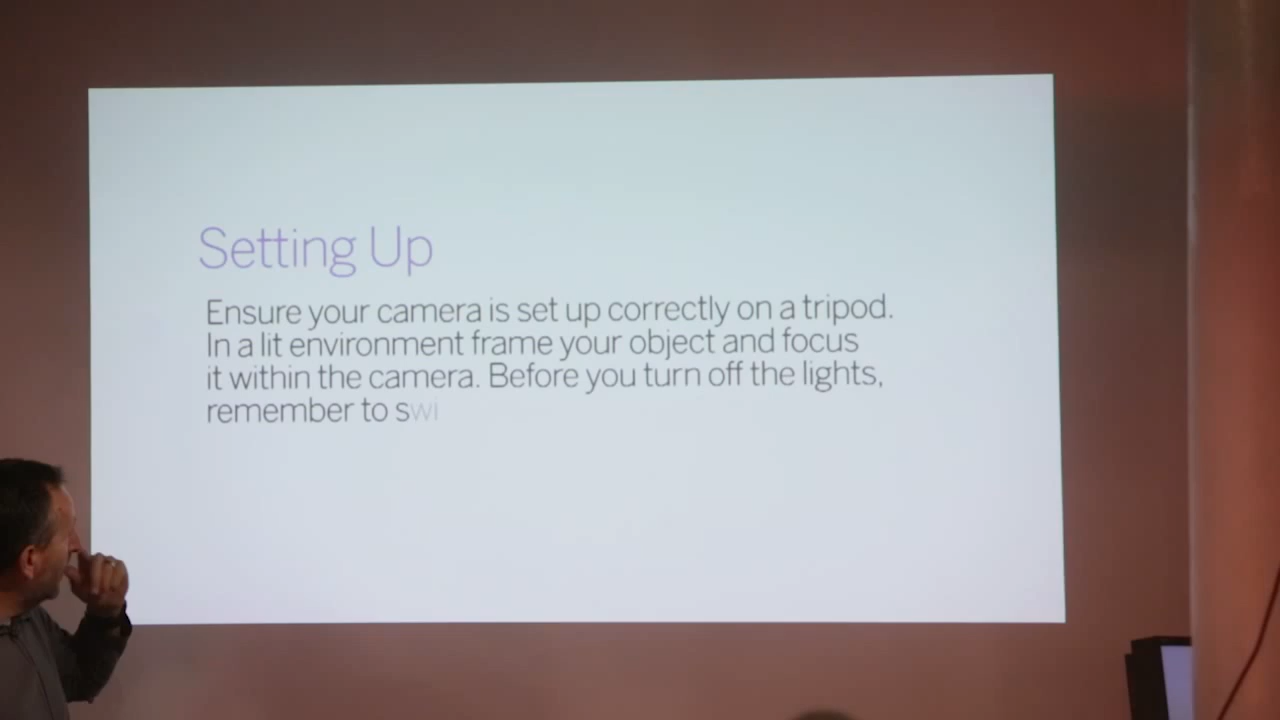 Setting Up
Ensure your camera is set up correctly on a tripod.
In a lit environment frame your object and focus
it within the camera. Before you turn off the lights,
remember to swi